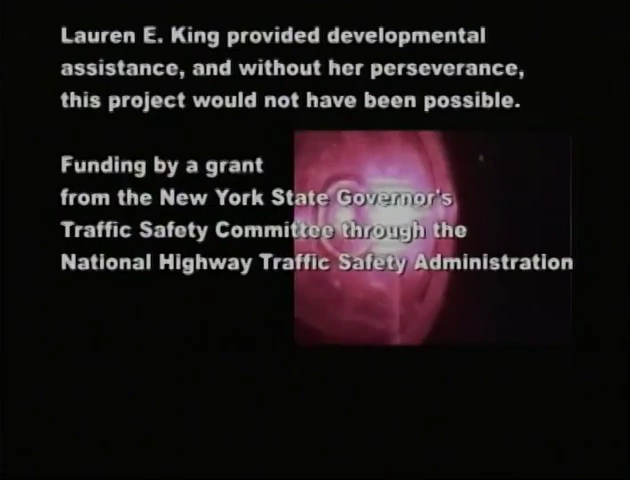 Lauren E. King provided developmental
assistance, and without her perseverance,
this project would not have been possible.
Funding by a grant
from the New York State Governor's
Traffic Safety Committee through the
National Highway Traffic Safety Administration